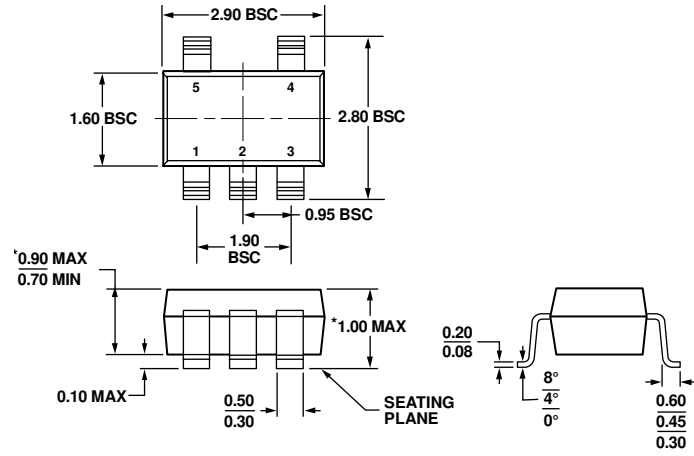 2.90 BSC
5
4
1.60 BSC
2.80 BSC
1
2
3
0.95 BSC
1.90
BSC
*0.90 MAX
0.70 MIN
*1.00 MAX
0.10 MAX
0.50
0.30
SEATING
PLANE
0.20
0.08
8°
4°
0°
0.60
0.45
0.30